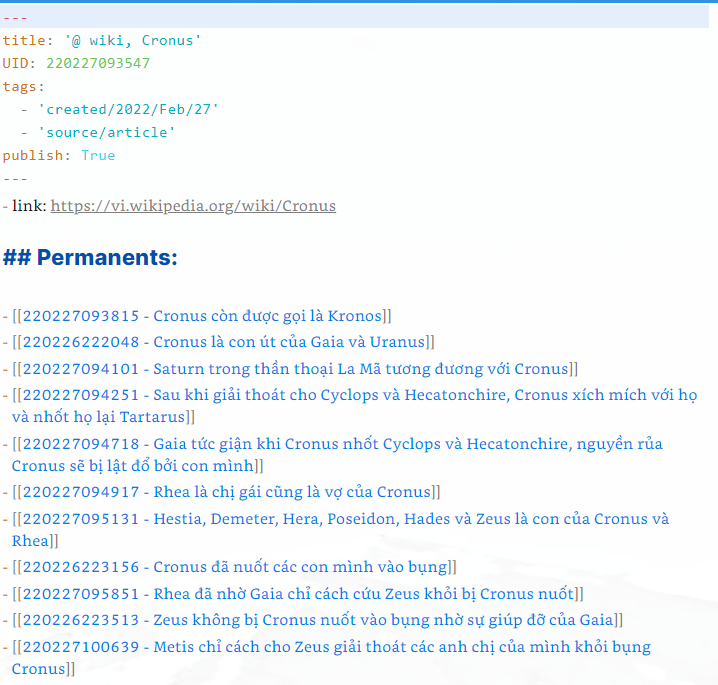 ---
title: '@ wiki, Cronus'
UID: 220227093547
tags:
- 'created/2022/Feb/27'
- 'source/article'
publish: True
---
- link: https://vi.wikipedia.org/wiki/Cronus
## Permanents:
- [[220227093815 - Cronus còn được gọi là Kronos]]
- [[220226222048 - Cronus là con út của Gaia và Uranus]]
- [[220227094101 - Saturn trong thần thoại La Mã tương đương với Cronus]]
- [[220227094251 - Sau khi giải thoát cho Cyclops và Hecatonchire, Cronus xích mích với họ
và nhốt họ lại Tartarus]]
- [[220227094718 - Gaia tức giận khi Cronus nhốt Cyclops và Hecatonchire, nguyền rủa
Cronus sẽ bị lật đổ bởi con mình]]
- [[220227094917 - Rhea là chị gái cũng là vợ của Cronus]]
- [[220227095131 - Hestia, Demeter, Hera, Poseidon, Hades và Zeus là con của Cronus và
Rhea]]
- [[220226223156 - Cronus đã nuốt các con mình vào bụng]]
- [[220227095851 - Rhea đã nhờ Gaia chỉ cách cứu Zeus khỏi bị Cronus nuốt]]
- [[220226223513 - Zeus không bị Cronus nuốt vào bụng nhờ sự giúp đỡ của Gaia]]
- [[220227100639 - Metis chỉ cách cho Zeus giải thoát các anh chị của mình khỏi bụng
Cronus]]